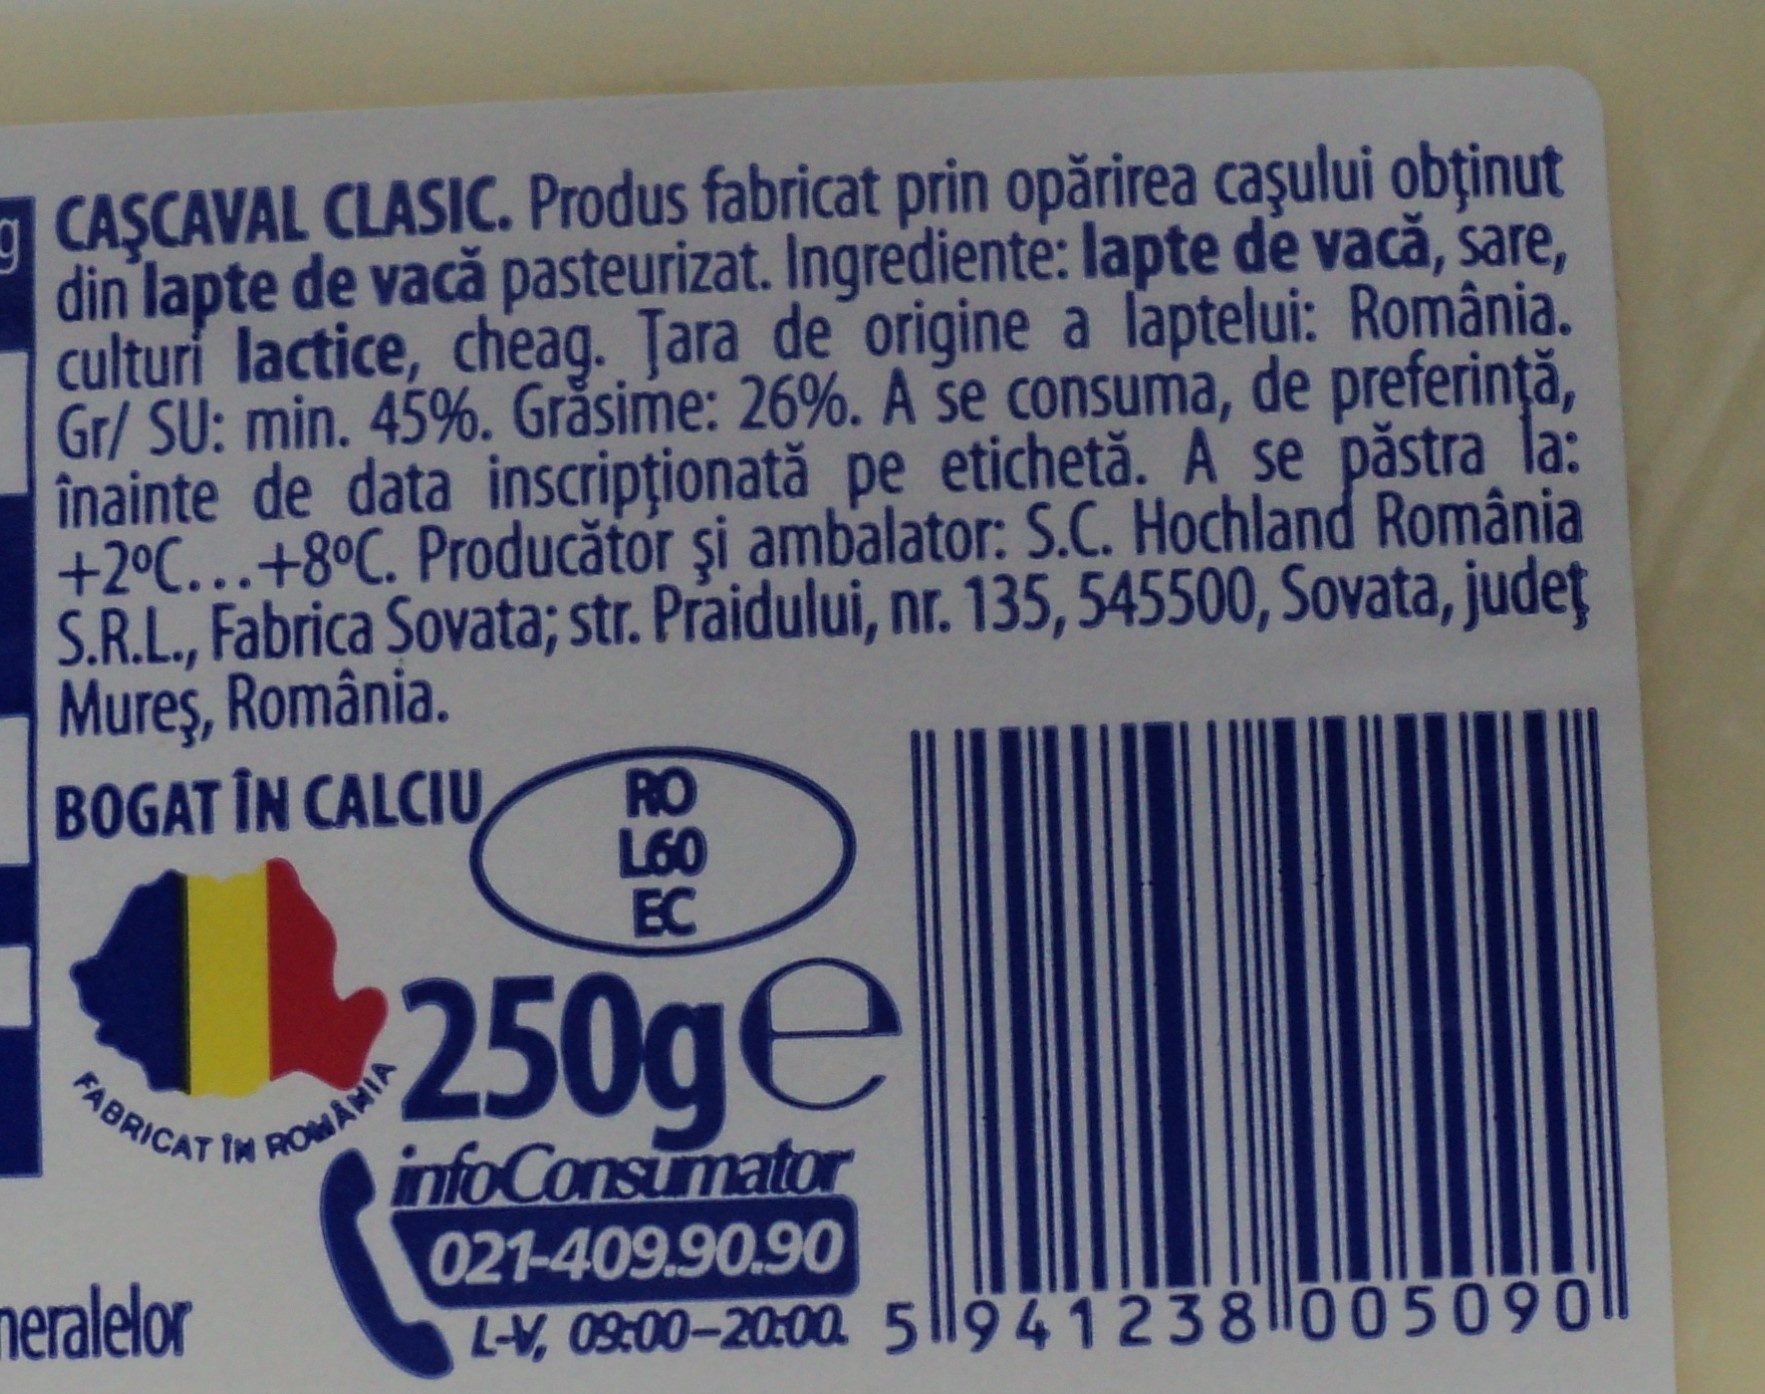 g
CAŞCAVAL CLASIC. Produs fabricat prin opărirea caşului obţinut
din lapte de vacă pasteurizat. Ingrediente: lapte de vacă, sare,
culturi lactice, cheag. Ţara de origine a laptelui: România.
Gr/ SU: min. 45%. Grăsime: 26%. A se consuma, de preferinţă,
înainte de data inscripţionată pe etichetă. A se păstra la:
+2ºC...+8ºC. Producător şi ambalator: S.C. Hochland România
S.R.L., Fabrica Sovata; str. Praidului, nr. 135, 545500, Sovata, judeţ
Mureş, România.
BOGAT ÎN CALCIU
RO
L60
EC
FABRICAT ÎN ROMÂNIA
250g e
infoConsumator
021-409.90.90
L-V, 09:00-20:00.
neralelor
5 941238 005090